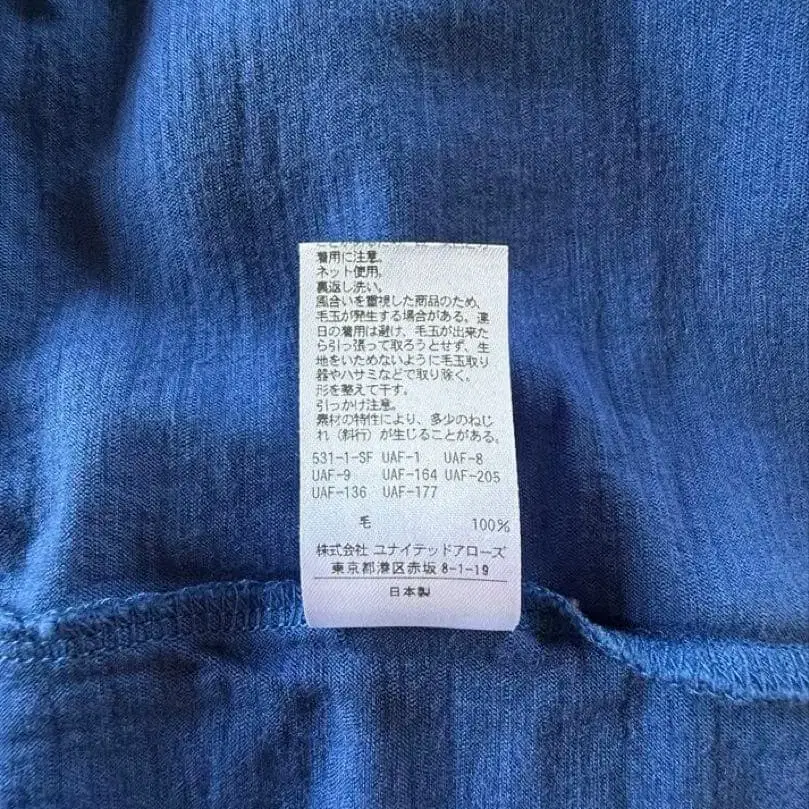 着用に注意。
ネット使用。
裏返し洗い。
風合いを重視した商品のため、
毛玉が発生する場合がある。連
日の着用は避け、毛玉が出来た
ら引っ張って取ろうとせず、生
地をいためないように毛玉取り
器やハサミなどで取り除く。
形を整えて干す。
引っかけ注意。
素材の特性により、多少のねじ
れ（斜行）が生じることがある。
531-1-SF UAF-1 UAF-8
UAF-9 UAF-164 UAF-205
UAF-136 UAF-177
毛 100%
株式会社 ユナイテッドアローズ
東京都港区赤坂 8-1-19
日本製